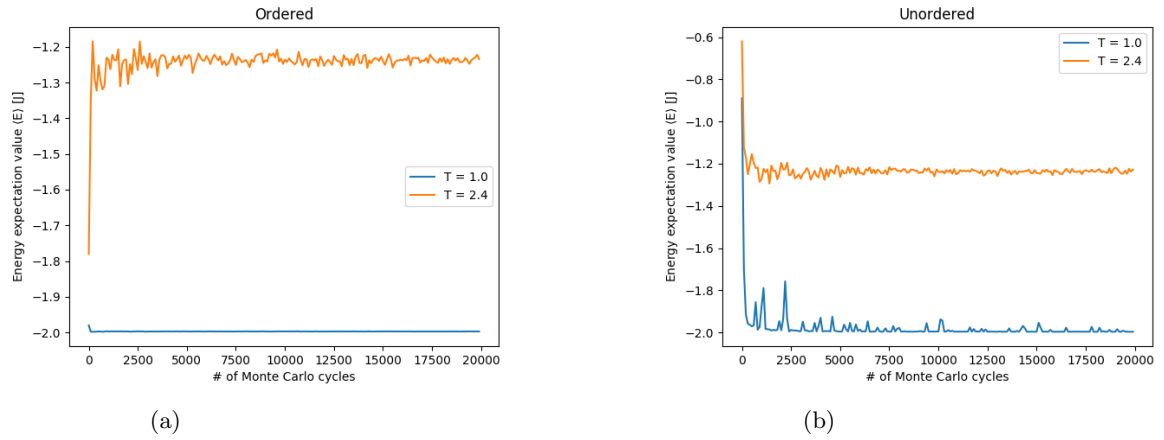 Ordered
Energy expectation value ⟨E⟩ [J]
−1.2
−1.3
−1.4
−1.5
−1.6
−1.7
−1.8
−1.9
−2.0
T = 1.0
T = 2.4
0 2500 5000 7500 10000 12500 15000 17500 20000
# of Monte Carlo cycles
(a)
Unordered
Energy expectation value ⟨E⟩ [J]
−0.6
−0.8
−1.0
−1.2
−1.4
−1.6
−1.8
−2.0
T = 1.0
T = 2.4
0 2500 5000 7500 10000 12500 15000 17500 20000
# of Monte Carlo cycles
(b)